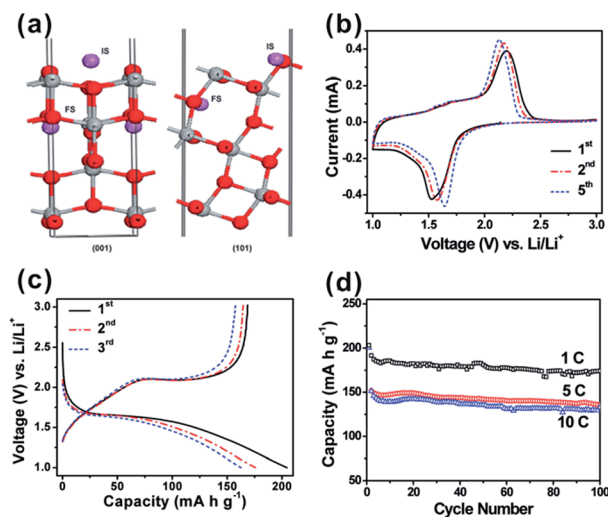 (a)
IS
FS
(001)
IS
FS
(101)
(b)
Current (mA)
0.4
0.2
0.0
-0.2
-0.4
1st
2nd
5th
1.0 1.5 2.0 2.5 3.0
Voltage (V) vs. Li/Li+
(c)
Voltage (V) vs. Li/Li+
3.0
2.5
2.0
1.5
1.0
1st
2nd
3rd
0 50 100 150 200
Capacity (mA h g-1)
(d)
Capacity (mA h g-1)
250
200
150
100
50
0
1 C
5 C
10 C
0 20 40 60 80 100
Cycle Number